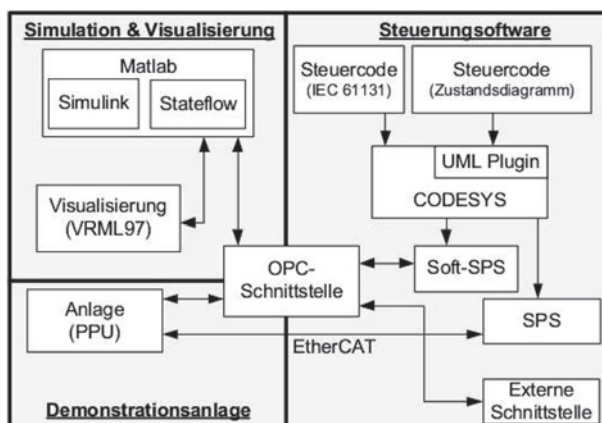 Simulation & Visualisierung
Matlab
Simulink
Stateflow
Visualisierung
(VRML97)
Steuerungsoftware
Steuercode
(IEC 61131)
Steuercode
(Zustandsdiagramm)
UML Plugin
CODESYS
OPC-
Schnittstelle
Soft-SPS
Anlage
(PPU)
SPS
EtherCAT
Externe
Schnittstelle
Demonstrationsanlage